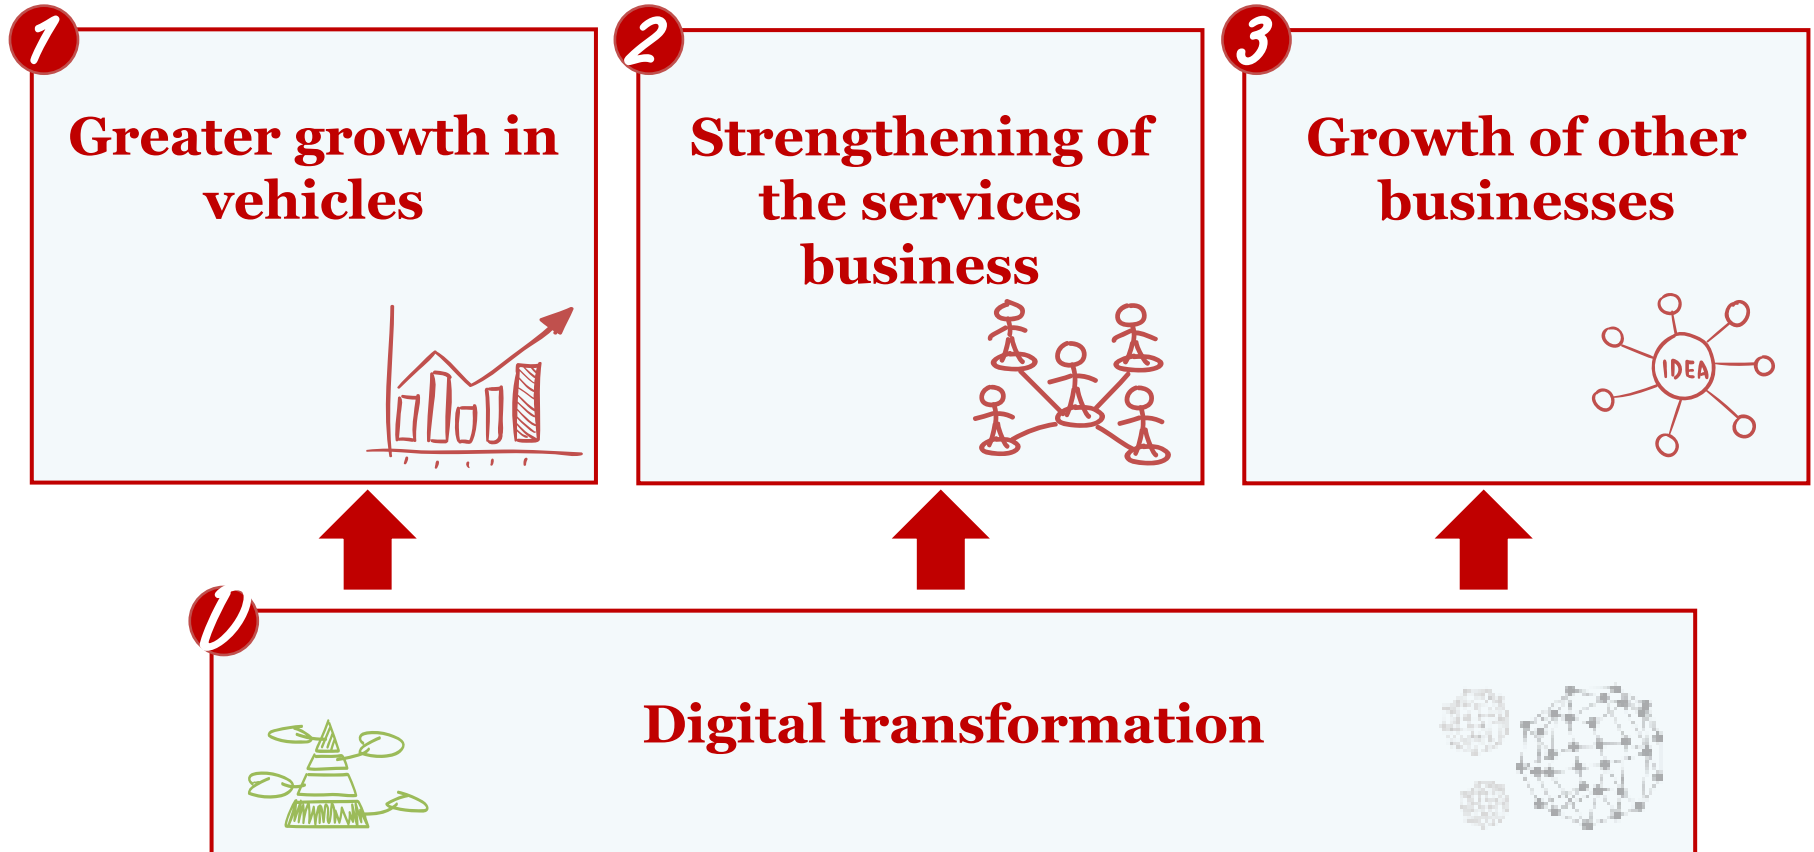 1
Greater growth in
vehicles
2
Strengthening of
the services
business
3
Growth of other
businesses
IDEA
Digital transformation